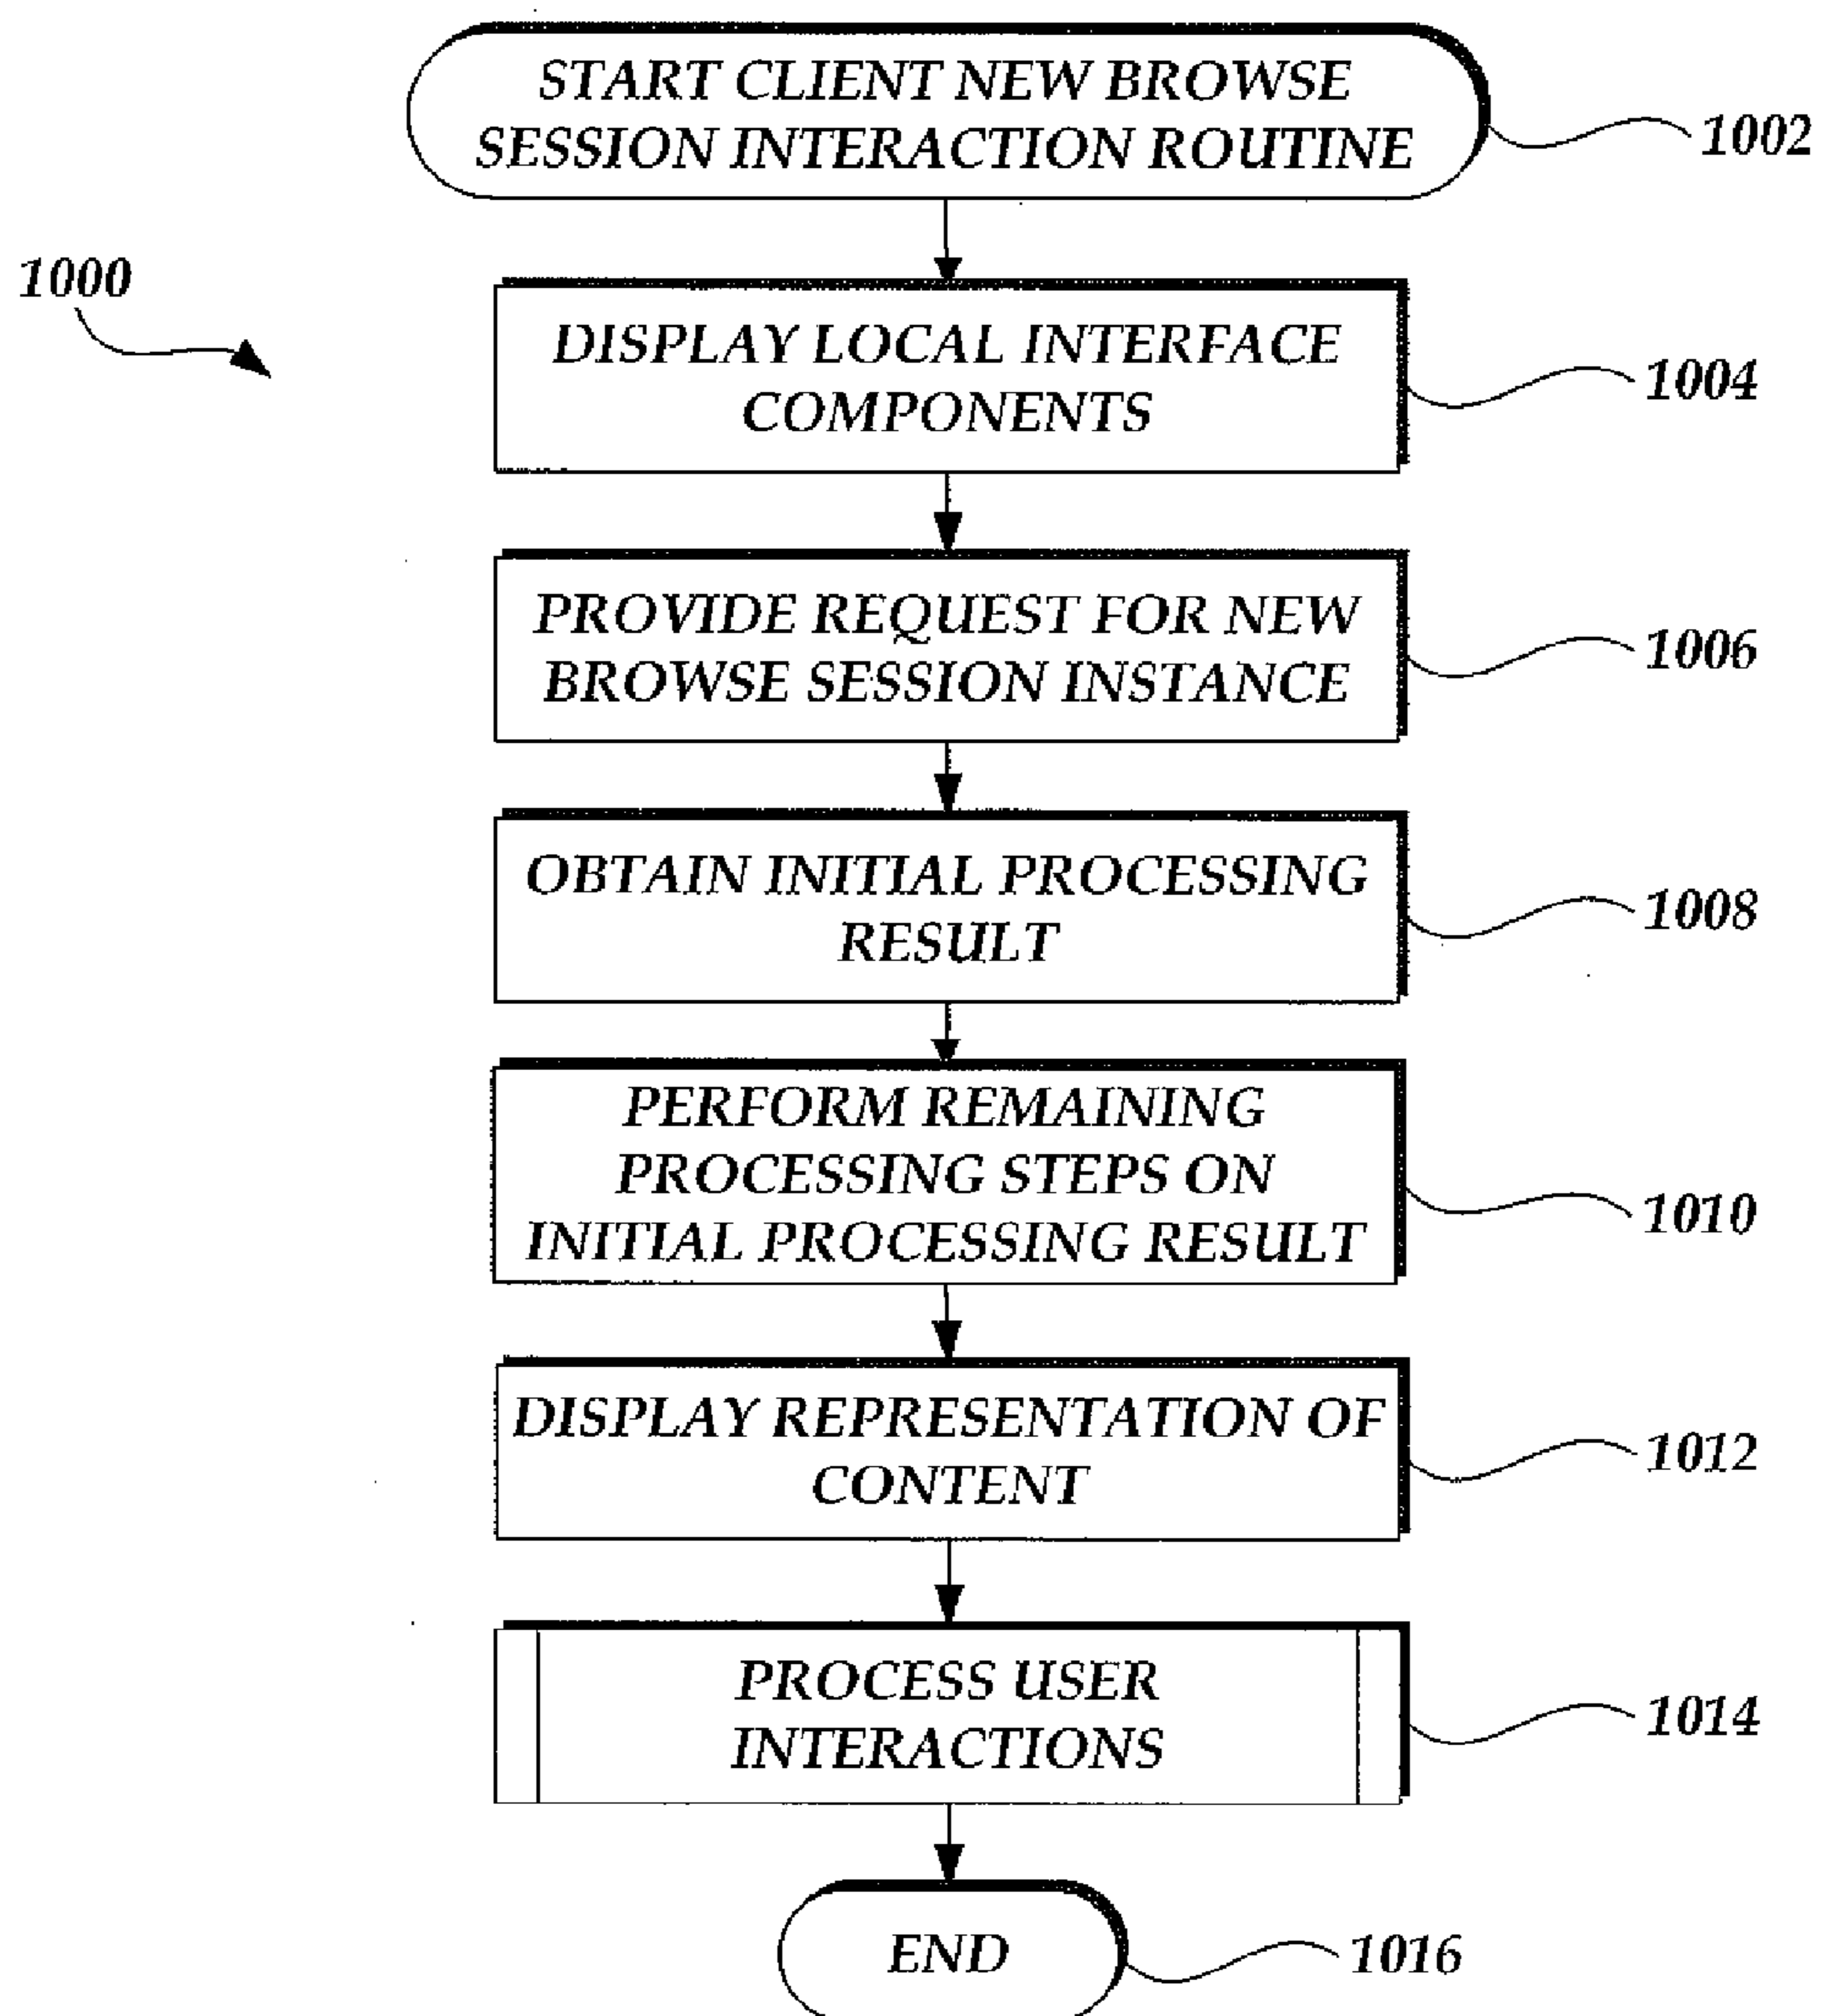 START CLIENT NEW BROWSE
SESSION INTERACTION ROUTINE
1002
1000
DISPLAY LOCAL INTERFACE
COMPONENTS
1004
PROVIDE REQUEST FOR NEW
BROWSE SESSION INSTANCE
1006
OBTAIN INITIAL PROCESSING
RESULT
1008
PERFORM REMAINING
PROCESSING STEPS ON
INITIAL PROCESSING RESULT
1010
DISPLAY REPRESENTATION OF
CONTENT
1012
PROCESS USER
INTERACTIONS
1014
END
1016